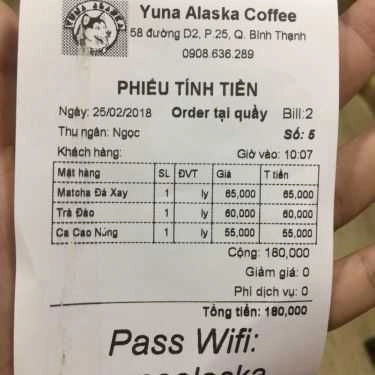 YUNA ALASKA
Yuna Alaska Coffee
58 đường D2, P.25, Q. Bình Thạnh
0908.636.289
PHIẾU TÍNH TIỀN
Ngày: 25/02/2018 Order tại quầy Bill:2
Thu ngân: Ngọc Số: 5
Khách hàng: Giờ vào: 10:07
Mặt hàng SL ĐVT Giá T tiền
Matcha Đá Xay 1 ly 65,000 65,000
Trà Đào 1 ly 60,000 60,000
Ca Cao Nóng 1 ly 55,000 55,000
Cộng: 180,000
Giảm giá: 0
Phí dịch vụ: 0
Tổng tiền: 180,000
Pass Wifi: